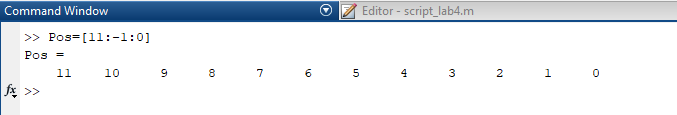 Command Window
Editor - script_lab4.m
>> Pos=[11:-1:0]
Pos =
11 10 9 8 7 6 5 4 3 2 1 0
fx >>